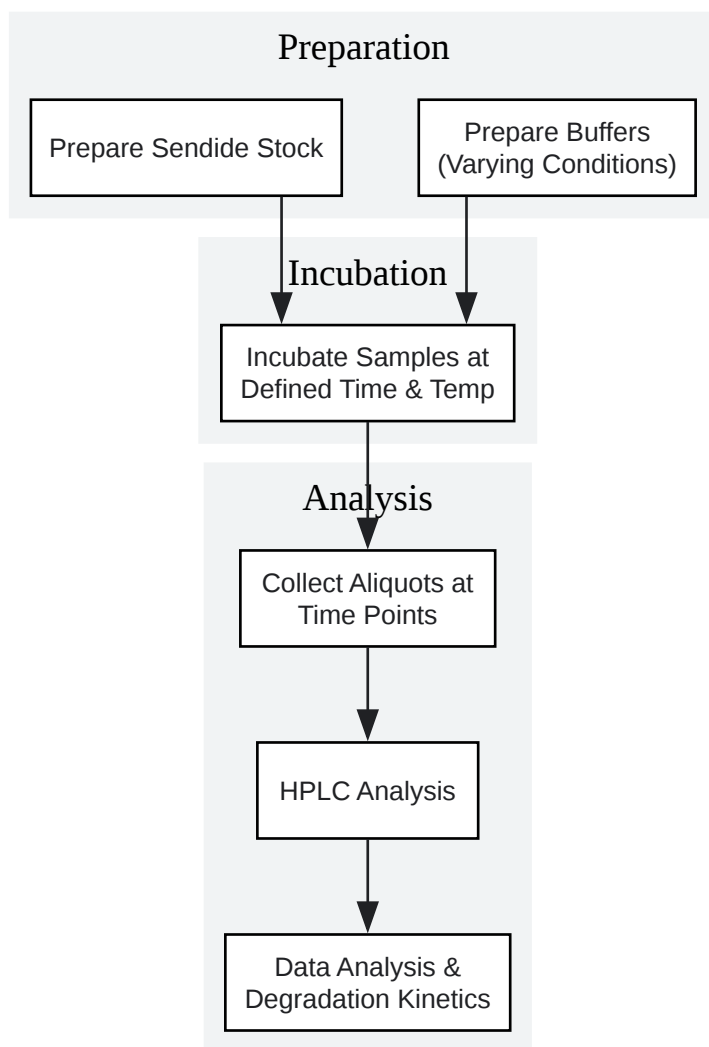 Preparation
Prepare Sendide Stock
Prepare Buffers
(Varying Conditions)
Incubation
Incubate Samples at
Defined Time & Temp
Analysis
Collect Aliquots at
Time Points
HPLC Analysis
Data Analysis &
Degradation Kinetics